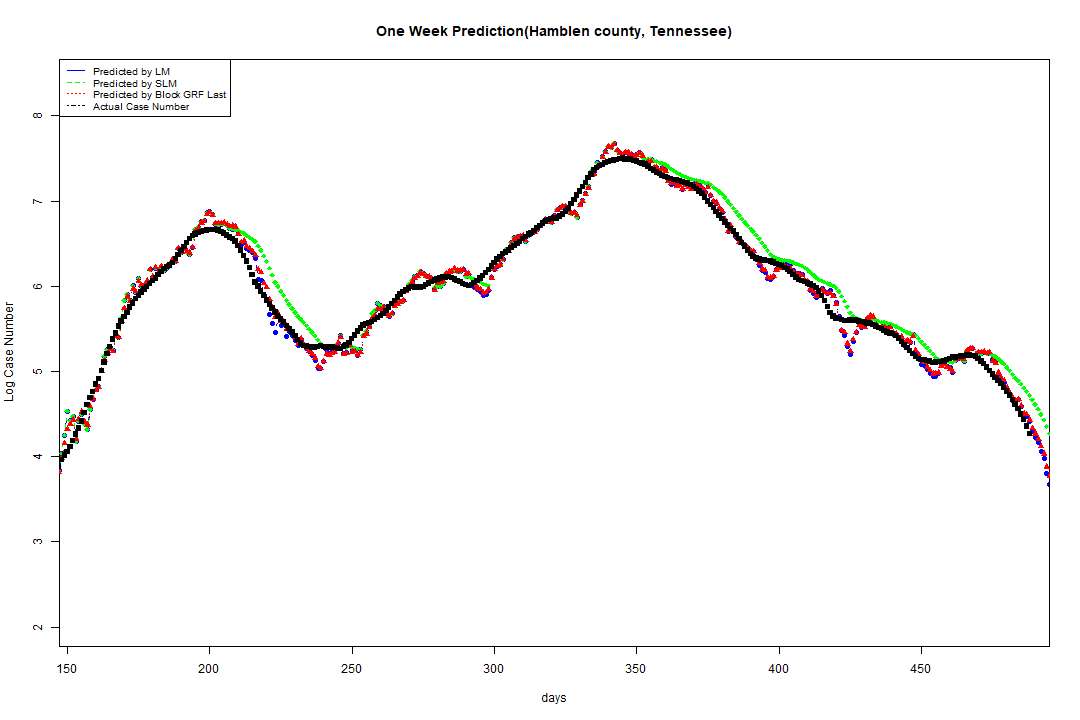 One Week Prediction(Hamblen county, Tennessee)
Predicted by LM
Predicted by SLM
Predicted by Block GRF Last
Actual Case Number
8
7
6
5
4
3
2
Log Case Number
150 200 250 300 350 400 450
days